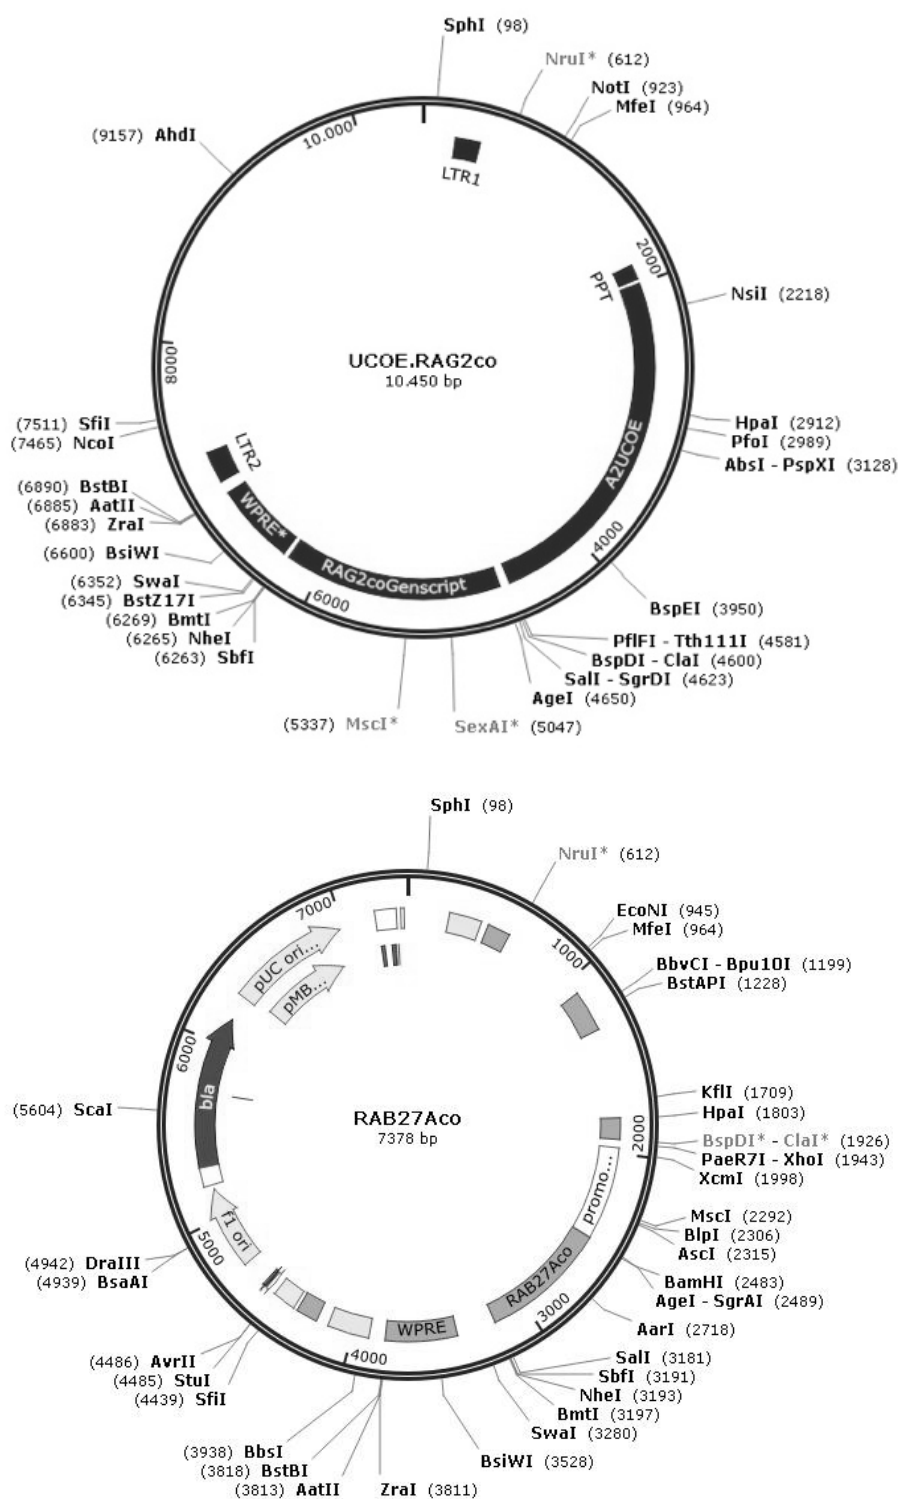 SphI (98)
NruI* (612)
NotI (923)
MfeI (964)
(9157) AhdI
10.000
LTR1
2000
PPT
NsiI (2218)
8000
UCOE.RAG2co
10.450 bp
(7511) SfiI
(7465) NcoI
HpaI (2912)
PfoI (2989)
AbsI - PspXI (3128)
A2UCOE
LTR2
(6890) BstBI
(6885) AatII
(6883) ZraI
WPRE*
(6600) BsiWI
RAG2coGenscript
4000
(6352) SwaI
(6345) BstZ17I
(6269) BmtI
(6265) NheI
(6263) SbfI
6000
BspEI (3950)
PflFI - Tth111I (4581)
BspDI - ClaI (4600)
SalI - SgrDI (4623)
AgeI (4650)
(5337) MscI*
SexAI* (5047)
SphI (98)
NruI* (612)
7000
EcoNI (945)
MfeI (964)
1000
pUC ori...
pMB...
BbvCI - Bpu10I (1199)
BstAPI (1228)
6000
bla
(5604) ScaI
RAB27Aco
7378 bp
KflI (1709)
HpaI (1803)
2000
BspDI* - ClaI* (1926)
PaeR7I - XhoI (1943)
XcmI (1998)
promo...
f1 ori
5000
MscI (2292)
BlpI (2306)
AscI (2315)
(4942) DraIII
(4939) BsaAI
RAB27Aco
BamHI (2483)
AgeI - SgrAI (2489)
3000
AarI (2718)
WPRE
4000
(4486) AvrII
(4485) StuI
(4439) SfiI
SalI (3181)
SbfI (3191)
NheI (3193)
BmtI (3197)
SwaI (3280)
(3938) BbsI
(3818) BstBI
(3813) AatII
ZraI (3811)
BsiWI (3528)